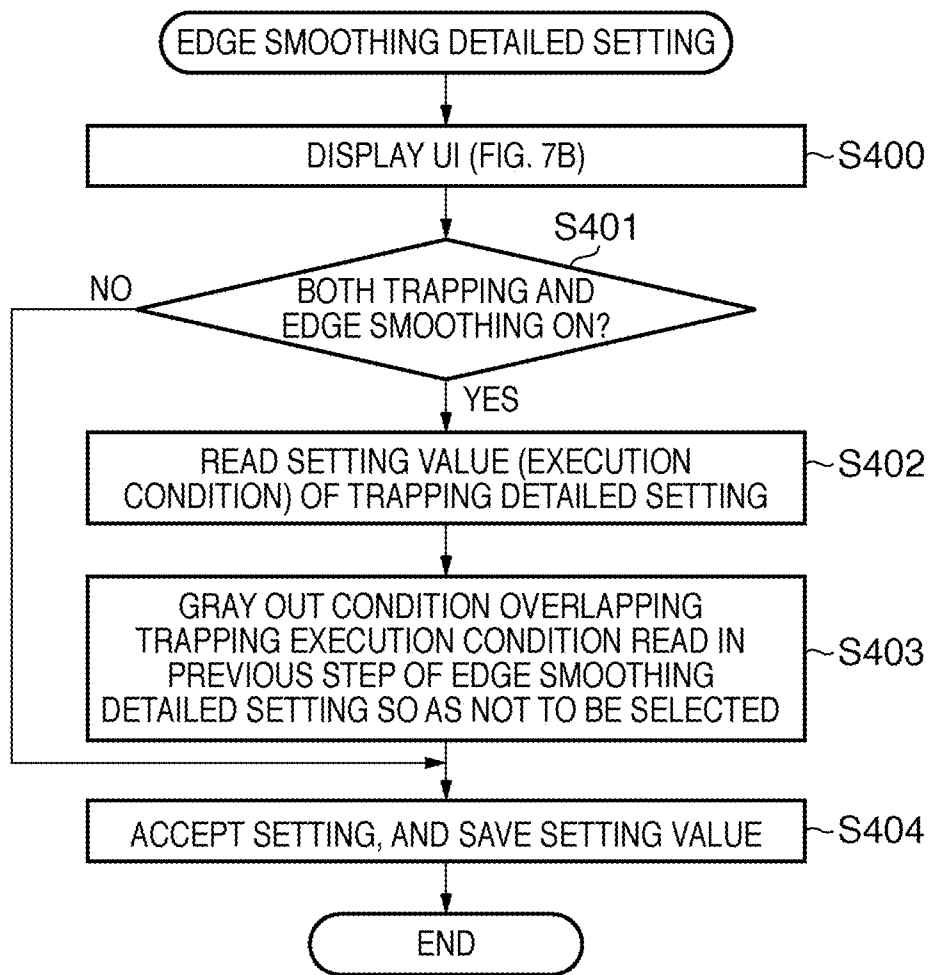 EDGE SMOOTHING DETAILED SETTING
DISPLAY UI (FIG. 7B)
S400
S401
NO
BOTH TRAPPING AND
EDGE SMOOTHING ON?
YES
READ SETTING VALUE (EXECUTION
CONDITION) OF TRAPPING DETAILED SETTING
S402
GRAY OUT CONDITION OVERLAPPING
TRAPPING EXECUTION CONDITION READ IN
PREVIOUS STEP OF EDGE SMOOTHING
DETAILED SETTING SO AS NOT TO BE SELECTED
S403
ACCEPT SETTING, AND SAVE SETTING VALUE
S404
END